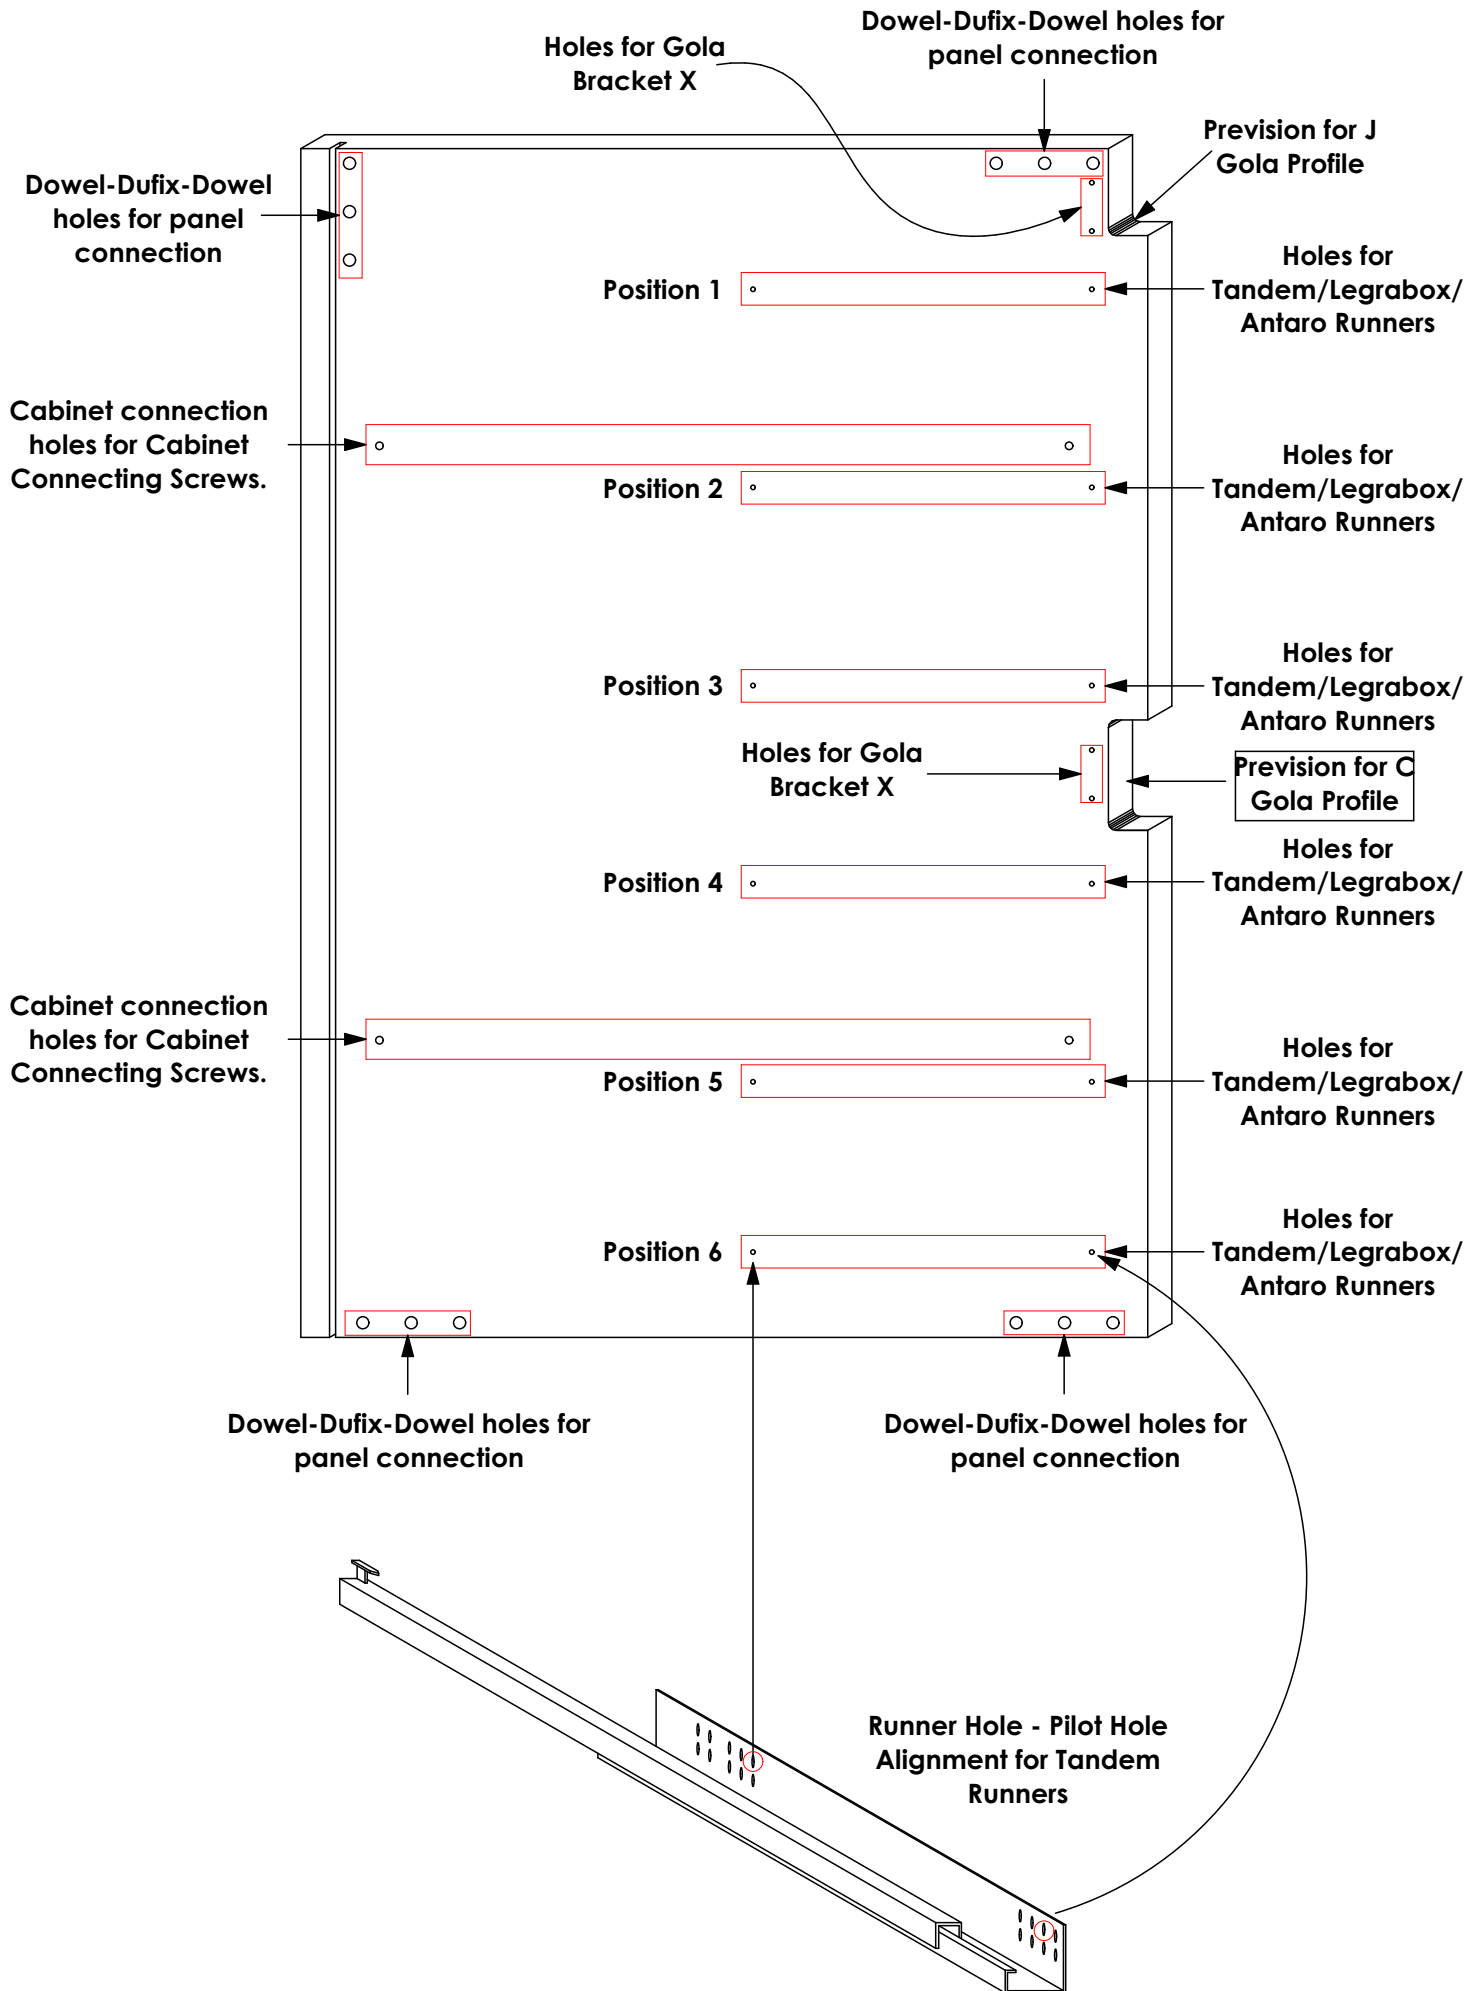 Dowel-Dufix-Dowel holes for
panel connection
Holes for Gola
Bracket X
Prevision for J
Gola Profile
Dowel-Dufix-Dowel
holes for panel
connection
Position 1
Holes for
Tandem/Legrabox/
Antaro Runners
Cabinet connection
holes for Cabinet
Connecting Screws.
Position 2
Holes for
Tandem/Legrabox/
Antaro Runners
Position 3
Holes for
Tandem/Legrabox/
Antaro Runners
Holes for Gola
Bracket X
Prevision for C
Gola Profile
Position 4
Holes for
Tandem/Legrabox/
Antaro Runners
Cabinet connection
holes for Cabinet
Connecting Screws.
Position 5
Holes for
Tandem/Legrabox/
Antaro Runners
Position 6
Holes for
Tandem/Legrabox/
Antaro Runners
Dowel-Dufix-Dowel holes for
panel connection
Dowel-Dufix-Dowel holes for
panel connection
Runner Hole - Pilot Hole
Alignment for Tandem
Runners